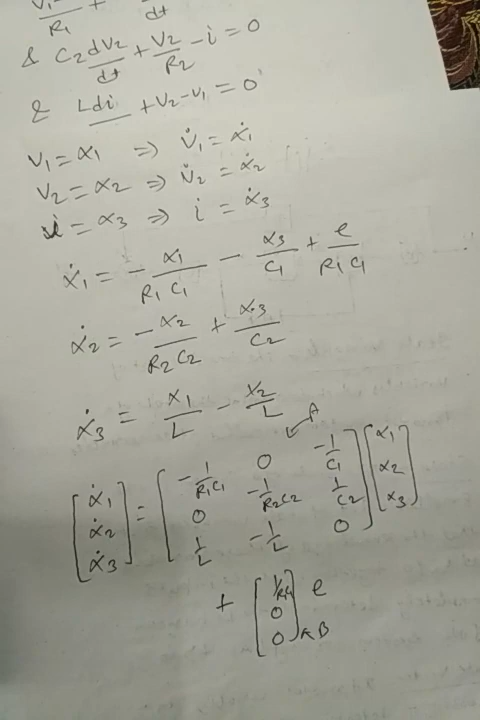 V₁/R₁ dt
& C₂ dV₂/dt + V₂/R₂ - i = 0
& Ldi + V₂ - V₁ = 0
V₁ = x₁ => V̇₁ = ẋ₁
V₂ = x₂ => V̇₂ = ẋ₂
i = x₃ => i = ẋ₃
ẋ₁ = - x₁/R₁C₁ - x₃/C₁ + e/R₁C₁
ẋ₂ = - x₂/R₂C₂ + x₃/C₂
ẋ₃ = x₁/L - x₂/L
A
[ẋ₁ ẋ₂ ẋ₃] = [-1/R₁C₁ 0 -1/C₁ 0 -1/R₂C₂ 1/C₂ 1/L -1/L 0] [x₁ x₂ x₃]
+ [1/R₁C₁ 0 0] e
B